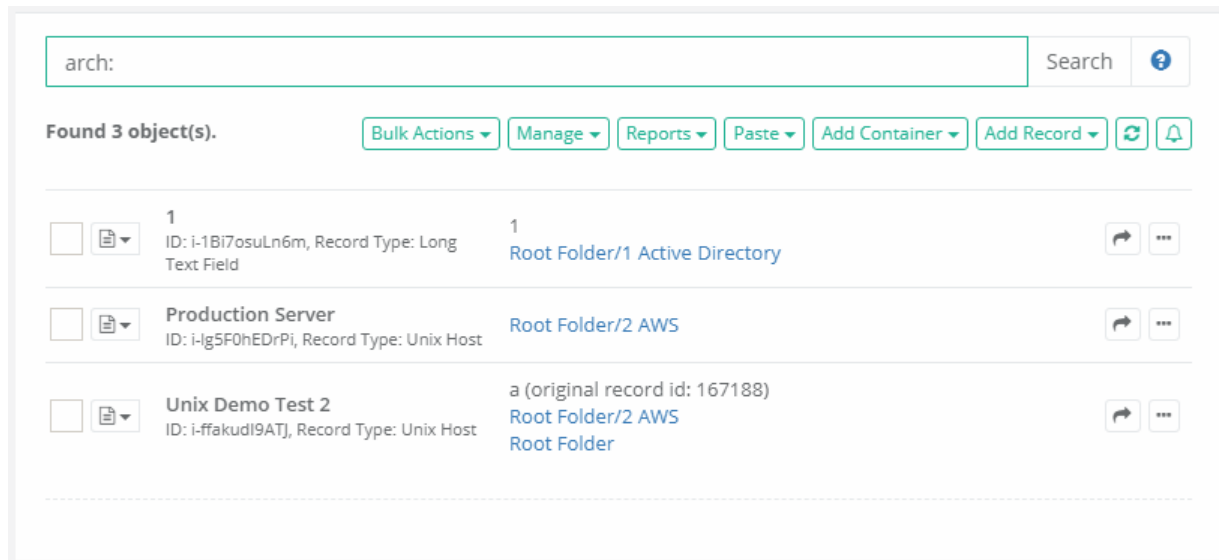 arch:
Search
Found 3 object(s).
Bulk Actions
Manage
Reports
Paste
Add Container
Add Record
1
ID: i-1Bi7osuLn6m, Record Type: Long
Text Field
1
Root Folder/1 Active Directory
Production Server
ID: i-lg5F0hEDrPi, Record Type: Unix Host
Root Folder/2 AWS
Unix Demo Test 2
ID: i-ffakudI9ATJ, Record Type: Unix Host
a (original record id: 167188)
Root Folder/2 AWS
Root Folder